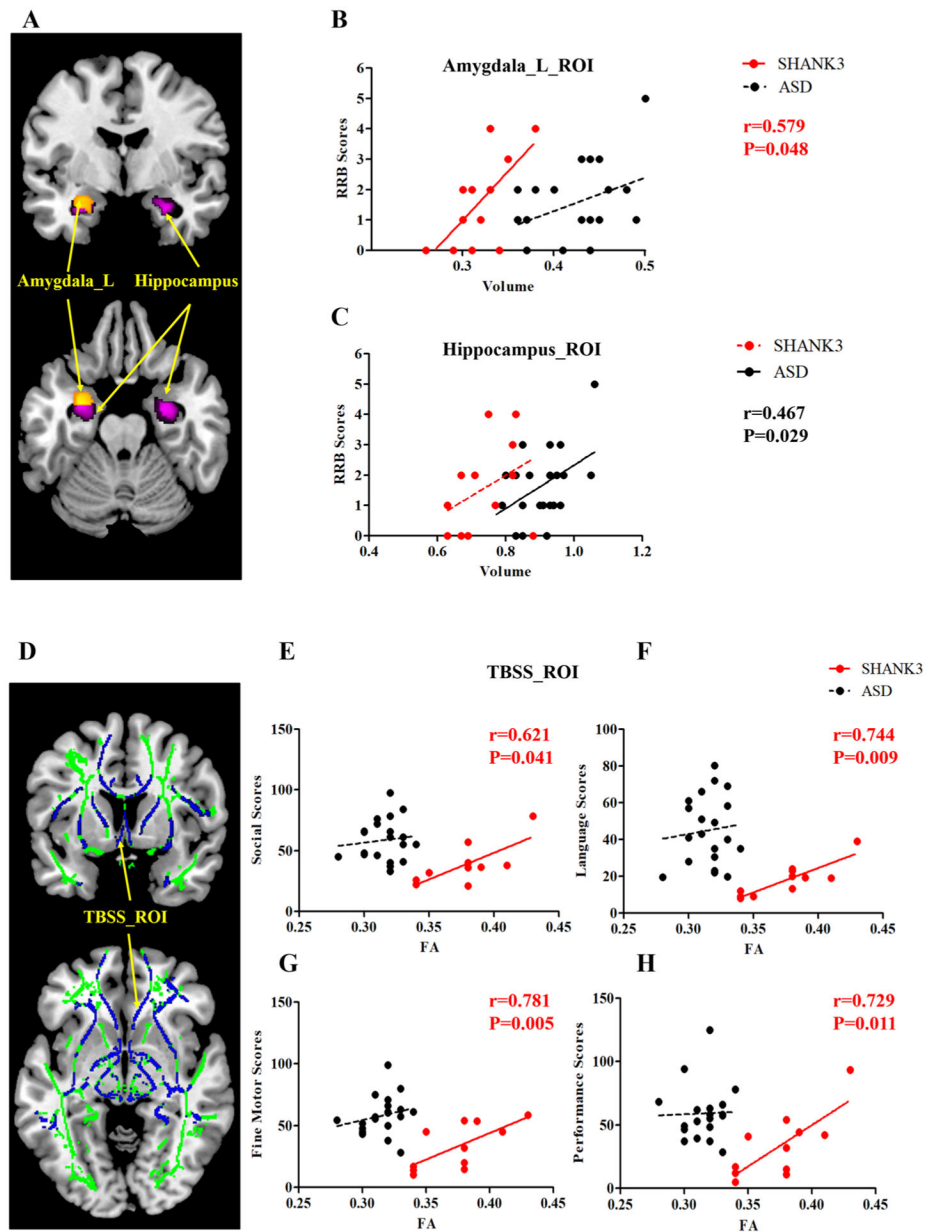 A
Amygdala_L
Hippocampus
B
Amygdala_L_ROI
SHANK3
ASD
r=0.579
P=0.048
RRB Scores
6
5
4
3
2
1
0
0.3
0.4
0.5
Volume
C
Hippocampus_ROI
SHANK3
ASD
r=0.467
P=0.029
RRB Scores
6
5
4
3
2
1
0
0.4
0.6
0.8
1.0
1.2
Volume
D
TBSS_ROI
E
TBSS_ROI
r=0.621
P=0.041
Social Scores
150
100
50
0
0.25
0.30
0.35
0.40
0.45
FA
F
SHANK3
ASD
r=0.744
P=0.009
Language Scores
100
80
60
40
20
0
0.25
0.30
0.35
0.40
0.45
FA
G
r=0.781
P=0.005
Fine Motor Scores
150
100
50
0
0.25
0.30
0.35
0.40
0.45
FA
H
r=0.729
P=0.011
Performance Scores
150
100
50
0
0.25
0.30
0.35
0.40
0.45
FA